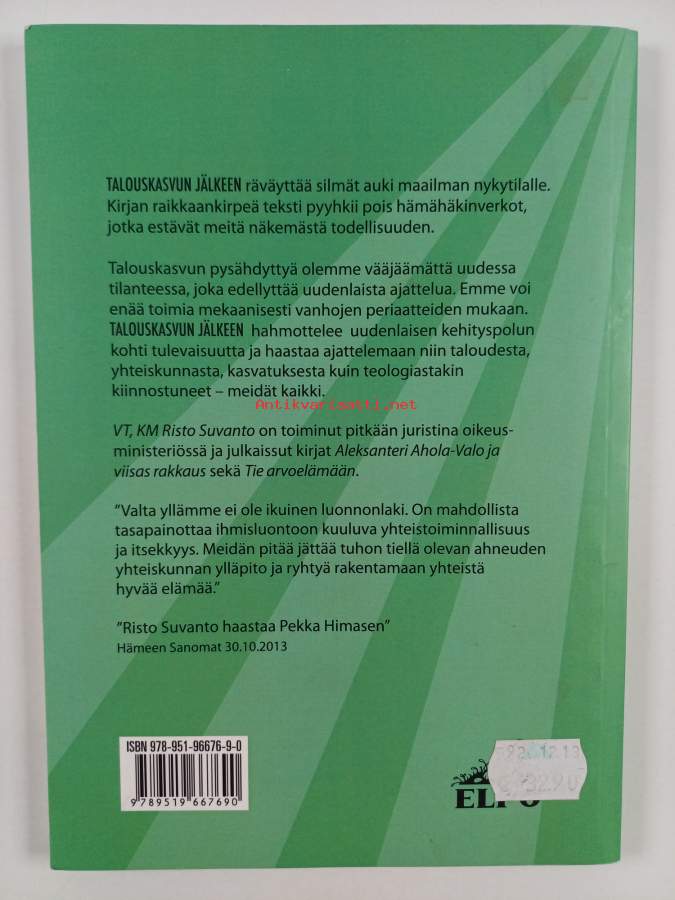 TALOUSKASVUN JÄLKEEN räväyttää silmät auki maailman nykytilalle.
Kirjan raikkaankirpeä teksti pyyhkii pois hämähäkinverkot,
jotka estävät meitä näkemästä todellisuuden.
Talouskasvun pysähdyttyä olemme vääjäämättä uudessa
tilanteessa, joka edellyttää uudenlaista ajattelua. Emme voi
enää toimia mekaanisesti vanhojen periaatteiden mukaan.
TALOUSKASVUN JÄLKEEN hahmottelee uudenlaisen kehityspolun
kohti tulevaisuutta ja haastaa ajattelemaan niin taloudesta,
yhteiskunnasta, kasvatuksesta kuin teologiastakin
kiinnostuneet – meidät kaikki.
Antikvariaatti.net
VT, KM Risto Suvanto on toiminut pitkään juristina oikeus-
ministeriössä ja julkaissut kirjat Aleksanteri Ahola-Valo ja
viisas rakkaus sekä Tie arvoelämään.
"Valta yllämme ei ole ikuinen luonnonlaki. On mahdollista
tasapainottaa ihmisluontoon kuuluva yhteistoiminnallisuus
ja itsekkyys. Meidän pitää jättää tuhon tiellä olevan ahneuden
yhteiskunnan ylläpito ja ryhtyä rakentamaan yhteistä
hyvää elämää."
"Risto Suvanto haastaa Pekka Himasen"
Hämeen Sanomat 30.10.2013
ISBN 978-951-96676-9-0
9 789519 667690
32.90